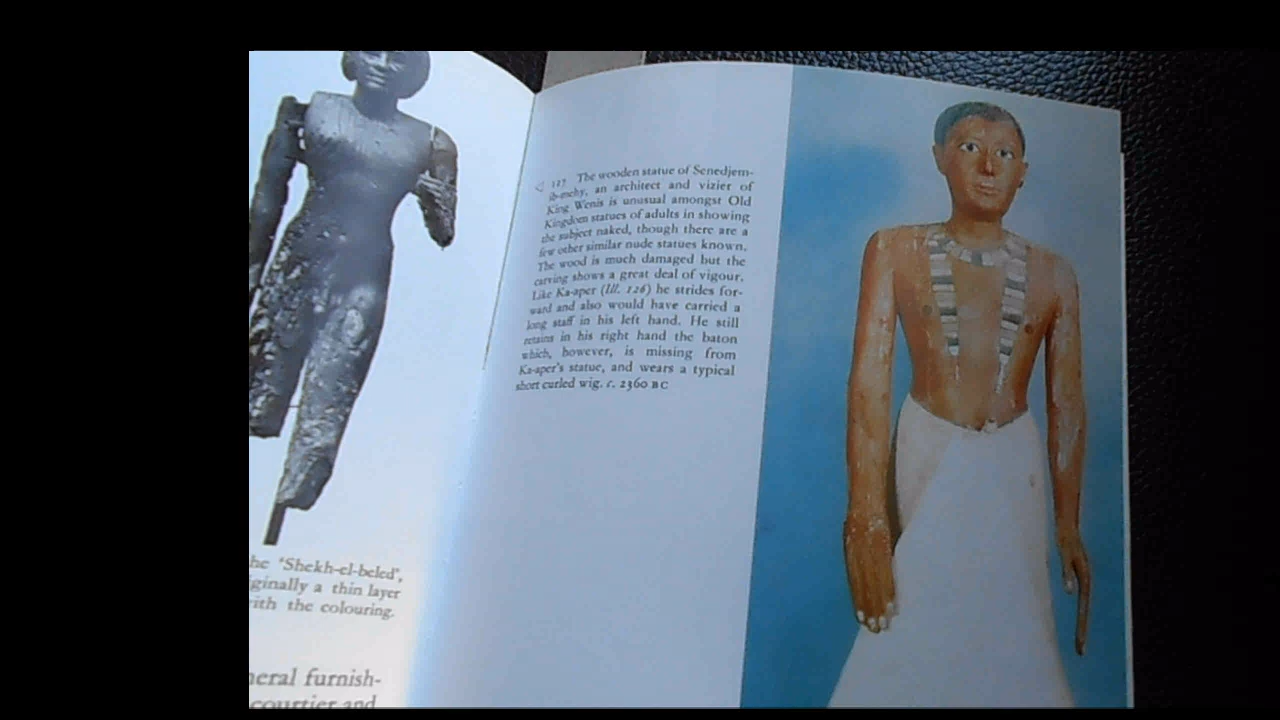 he 'Shekh-el-beled',
ginally a thin layer
ith the colouring.
neral furnish-
courtier and
◁ 127 The wooden statue of Senedjem-
ib-mehy, an architect and vizier of
King Wenis is unusual amongst Old
Kingdom statues of adults in showing
the subject naked, though there are a
few other similar nude statues known.
The wood is much damaged but the
carving shows a great deal of vigour.
Like Ka-aper (Ill. 126) he strides for-
ward and also would have carried a
long staff in his left hand. He still
retains in his right hand the baton
which, however, is missing from
Ka-aper's statue, and wears a typical
short curled wig. c. 2360 BC